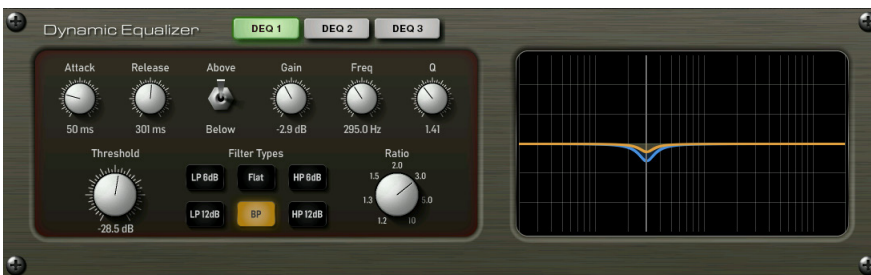 Dynamic Equalizer
DEQ 1 DEQ 2 DEQ 3
Attack Release Above Gain Freq Q
50 ms 301 ms Below -2.9 dB 295.0 Hz 1.41
Threshold Filter Types Ratio
2.0
LP 6dB Flat HP 6dB 1.5 3.0
1.3 5.0
LP 12dB BP HP 12dB 1.2 10
-28.5 dB